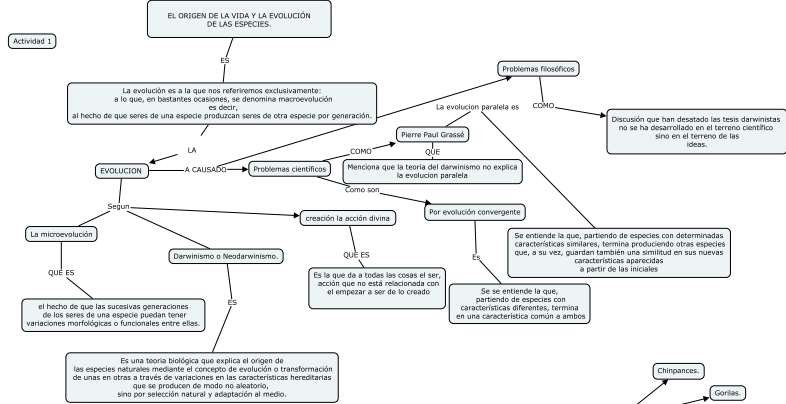 EL ORIGEN DE LA VIDA Y LA EVOLUCIÓN
DE LAS ESPECIES.
Actividad 1
ES
La evolución es a la que nos referiremos exclusivamente:
a lo que, en bastantes ocasiones, se denomina macroevolución
es decir,
al hecho de que seres de una especie produzcan seres de otra especie por generación.
LA
EVOLUCION
A CAUSADO
Problemas científicos
Problemas filosóficos
COMO
Discusión que han desatado las tesis darwinistas
no se ha desarrollado en el terreno científico
sino en el terreno de las
ideas.
COMO
Pierre Paul Grassé
QUE
Menciona que la teoria del darwinismo no explica
la evolucion paralela
La evolucion paralela es
Se entiende la que, partiendo de especies con determinadas
características similares, termina produciendo otras especies
que, a su vez, guardan también una similitud en sus nuevas
características aparecidas
a partir de las iniciales
Como son
Por evolución convergente
Es
Se se entiende la que,
partiendo de especies con
características diferentes, termina
en una característica común a ambos
Segun
La microevolución
QUE ES
el hecho de que las sucesivas generaciones
de los seres de una especie puedan tener
variaciones morfológicas o funcionales entre ellas.
Darwinismo o Neodarwinismo.
ES
Es una teoria biológica que explica el origen de
las especies naturales mediante el concepto de evolución o transformación
de unas en otras a través de variaciones en las características hereditarias
que se producen de modo no aleatorio,
sino por selección natural y adaptación al medio.
creación la acción divina
QUE ES
Es la que da a todas las cosas el ser,
acción que no está relacionada con
el empezar a ser de lo creado
Chinpances.
Gorilas.